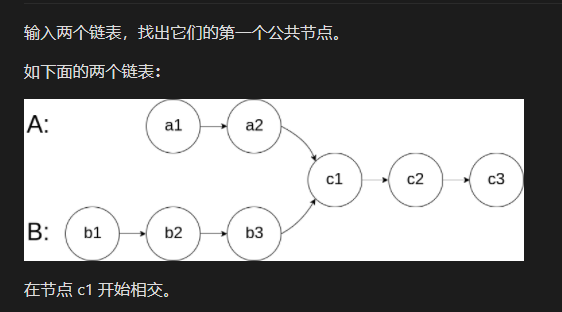 输入两个链表，找出它们的第一个公共节点。
如下面的两个链表：
A: a1 a2
c1 c2 c3
B: b1 b2 b3
在节点 c1 开始相交。